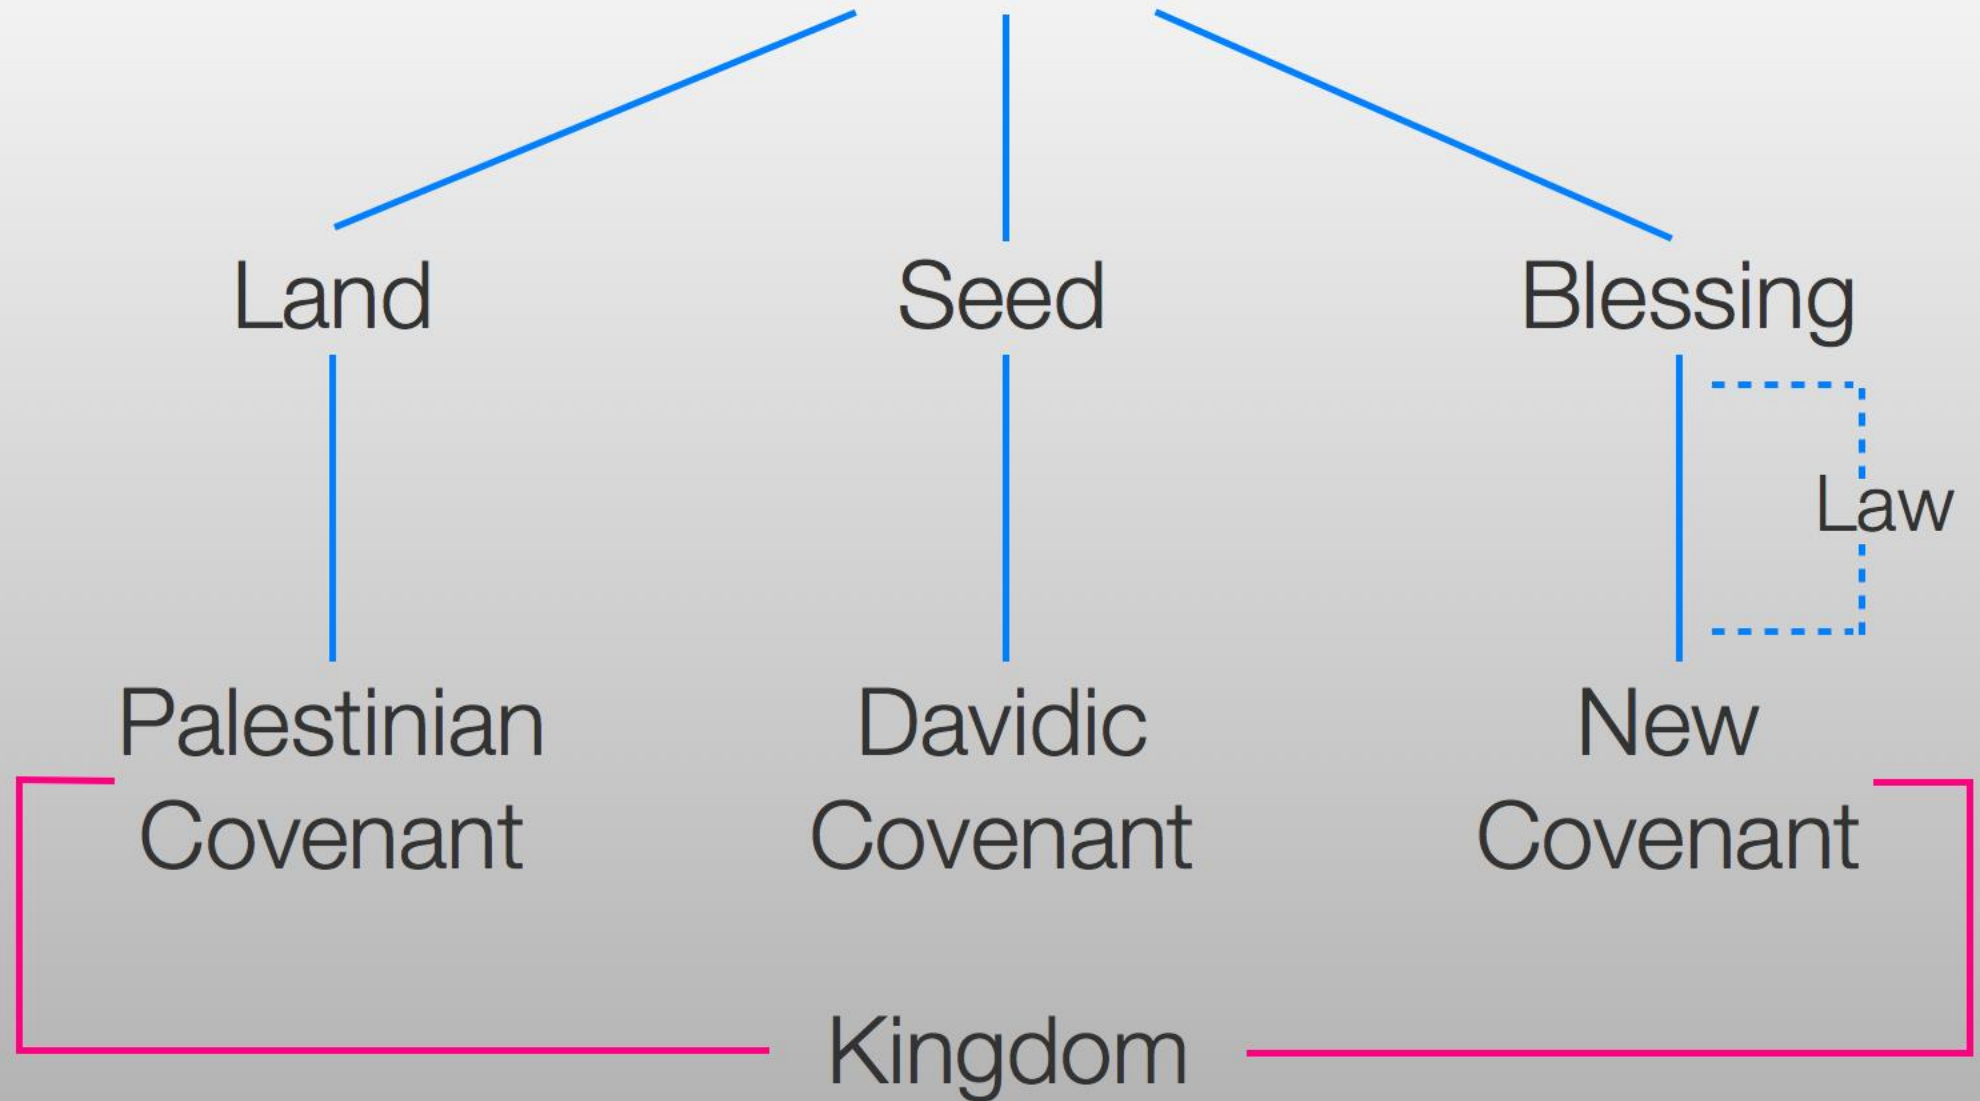 Land Seed Blessing
Law
Palestinian Davidic New
Covenant Covenant Covenant
Kingdom